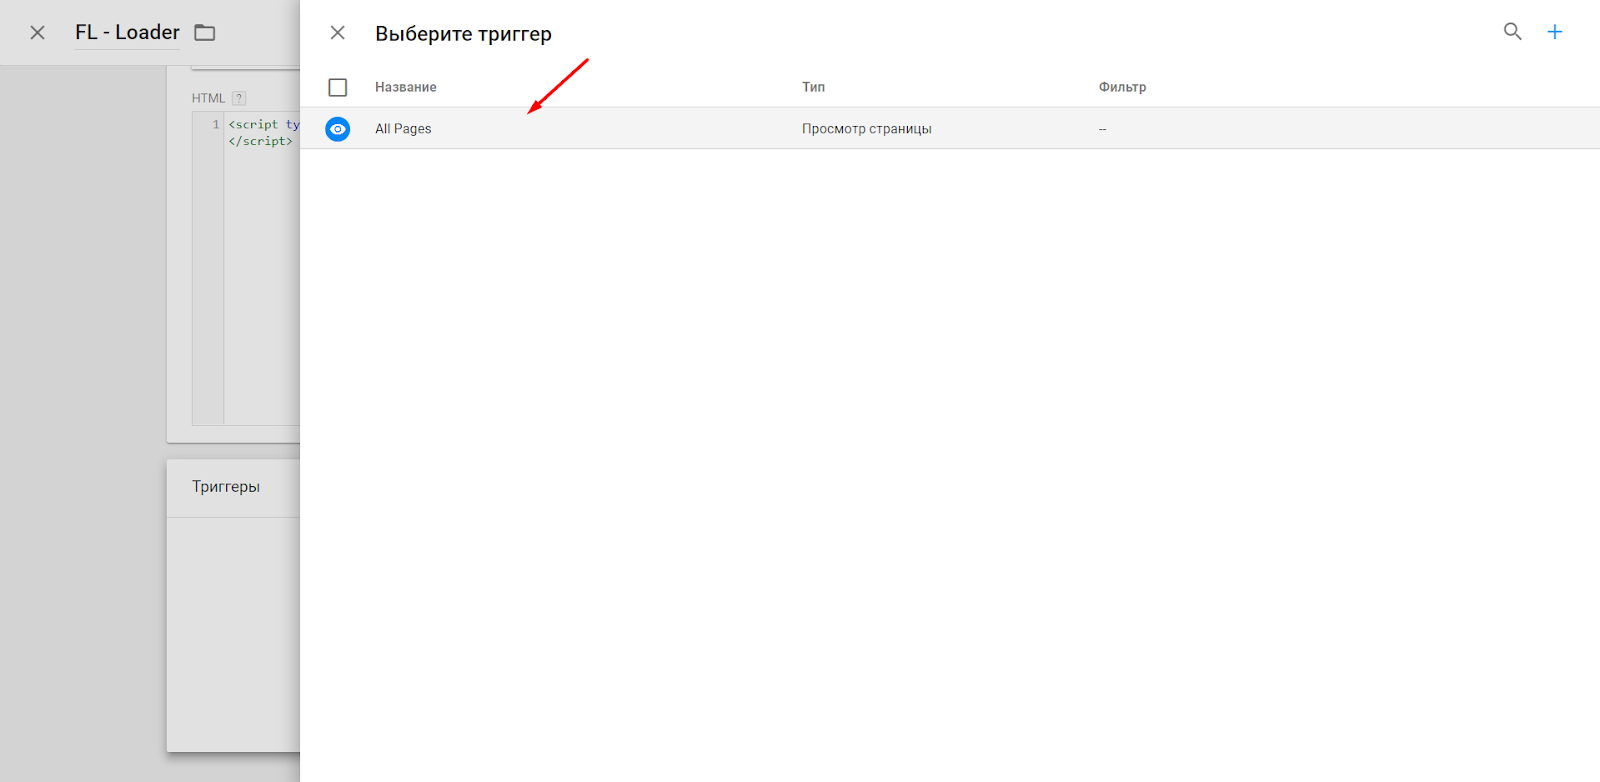 FL - Loader
Выберите триггер
Название Тип Фильтр
All Pages Просмотр страницы --
HTML ?
1 <script ty
</script>
Триггеры